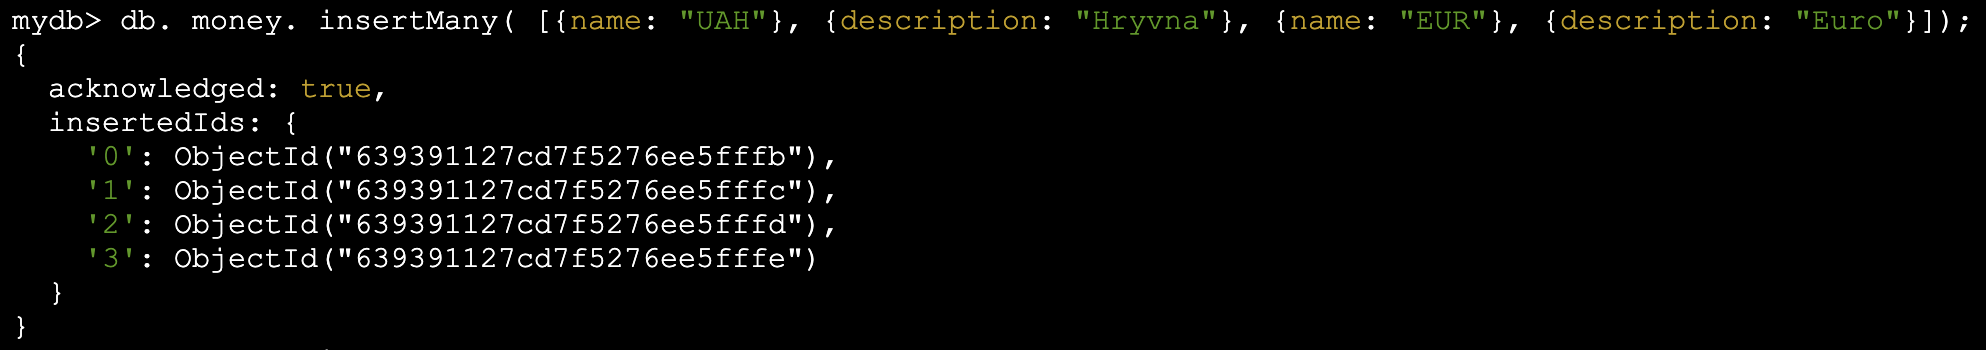 mydb> db. money. insertMany( [{name: "UAH"}, {description: "Hryvna"}, {name: "EUR"}, {description: "Euro"}]);
{
  acknowledged: true,
  insertedIds: {
    '0': ObjectId("639391127cd7f5276ee5fffb"),
    '1': ObjectId("639391127cd7f5276ee5fffc"),
    '2': ObjectId("639391127cd7f5276ee5fffd"),
    '3': ObjectId("639391127cd7f5276ee5fffe")
  }
}